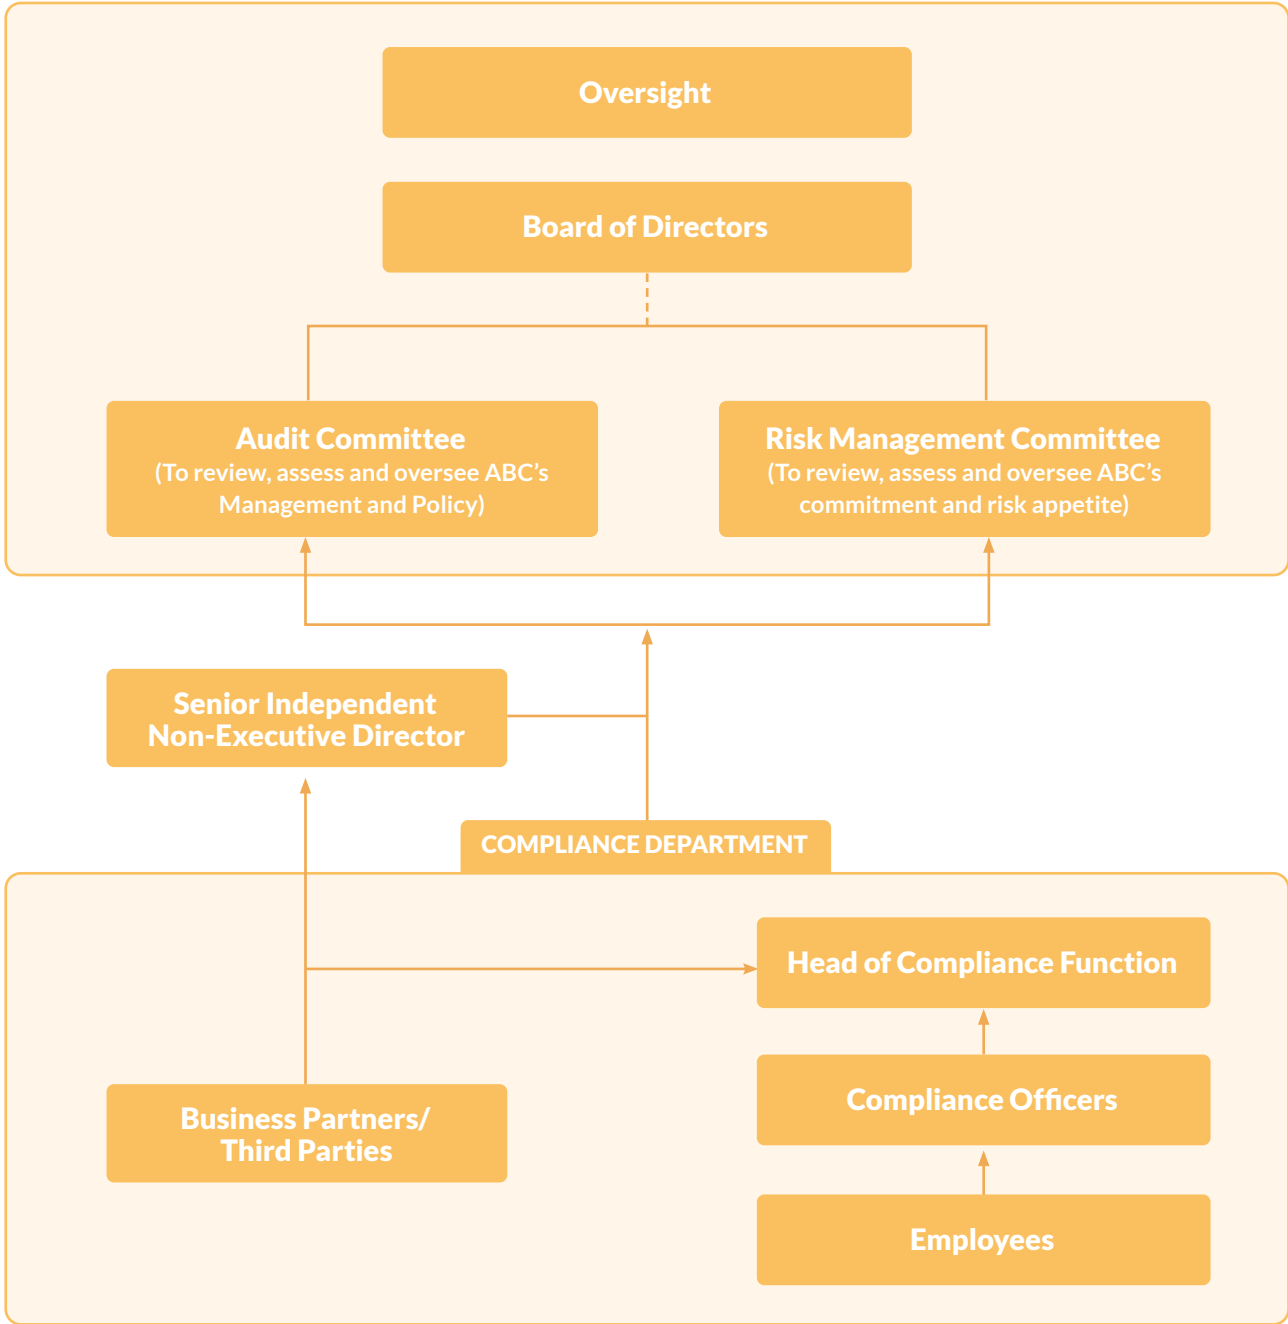 Oversight
Board of Directors
Audit Committee
(To review, assess and oversee ABC’s
Management and Policy)
Risk Management Committee
(To review, assess and oversee ABC’s
commitment and risk appetite)
Senior Independent
Non-Executive Director
COMPLIANCE DEPARTMENT
Head of Compliance Function
Compliance Officers
Business Partners/
Third Parties
Employees